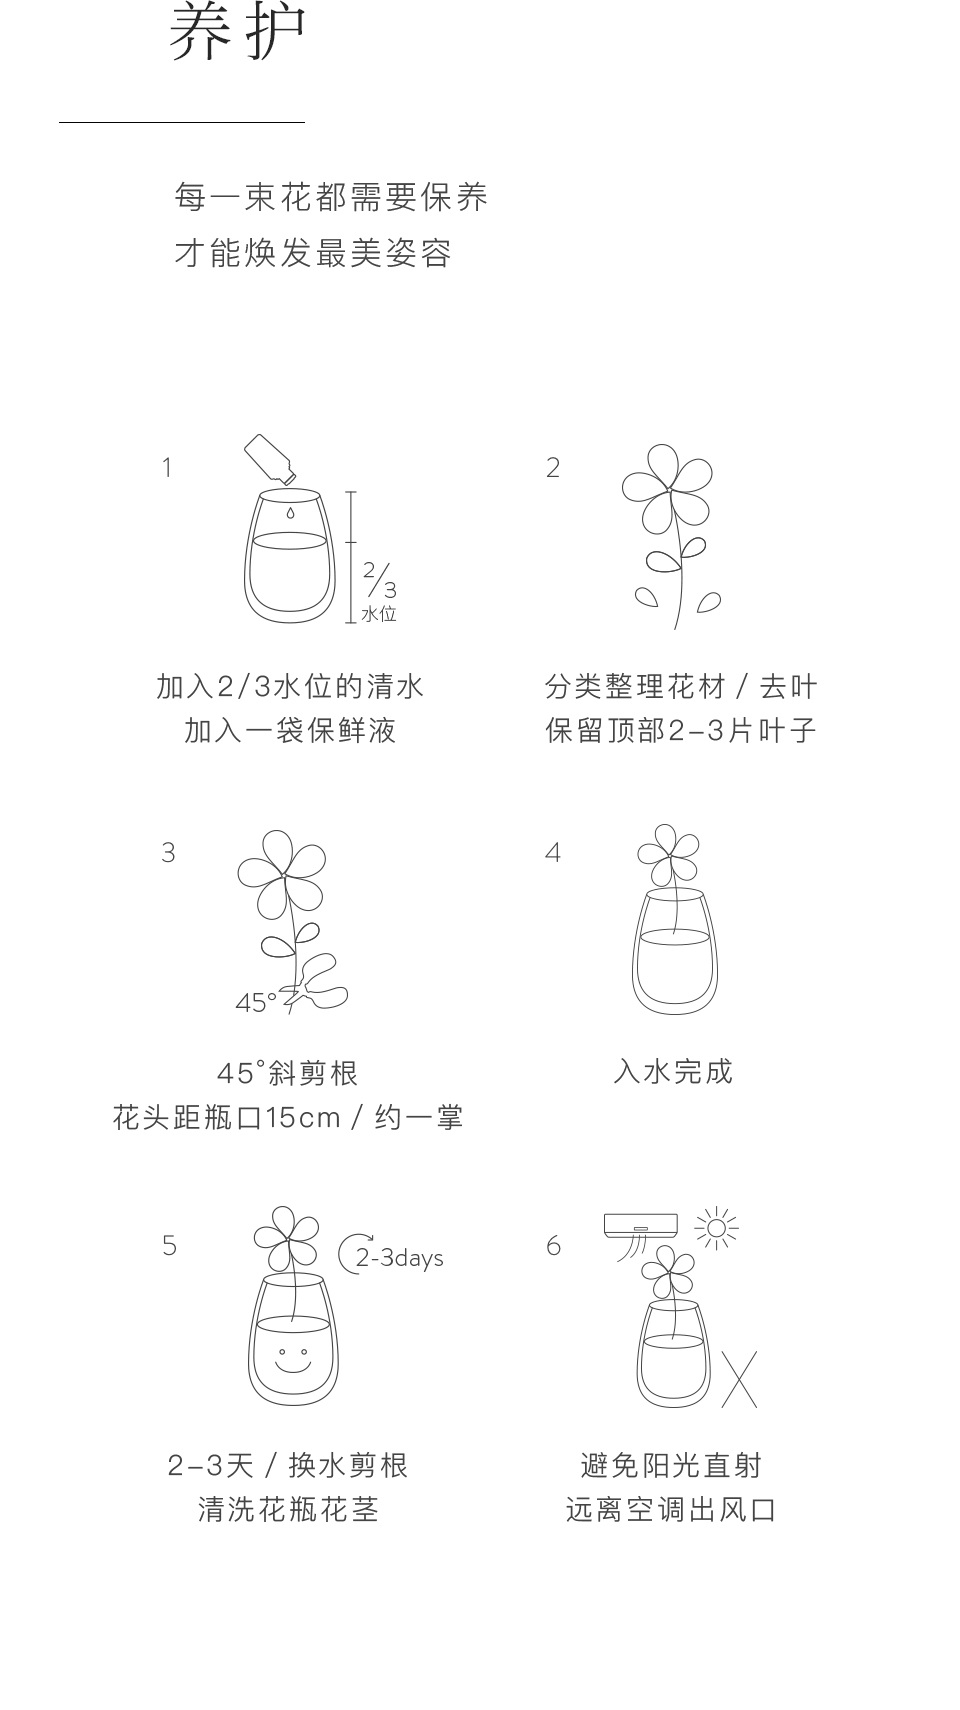 养护
每一束花都需要保养
才能焕发最美姿容
1
2/3
水位
加入2/3水位的清水
加入一袋保鲜液
2
分类整理花材 / 去叶
保留顶部2-3片叶子
3
45°
45°斜剪根
花头距瓶口15cm / 约一掌
4
入水完成
5
2-3days
2-3天 / 换水剪根
清洗花瓶花茎
6
避免阳光直射
远离空调出风口